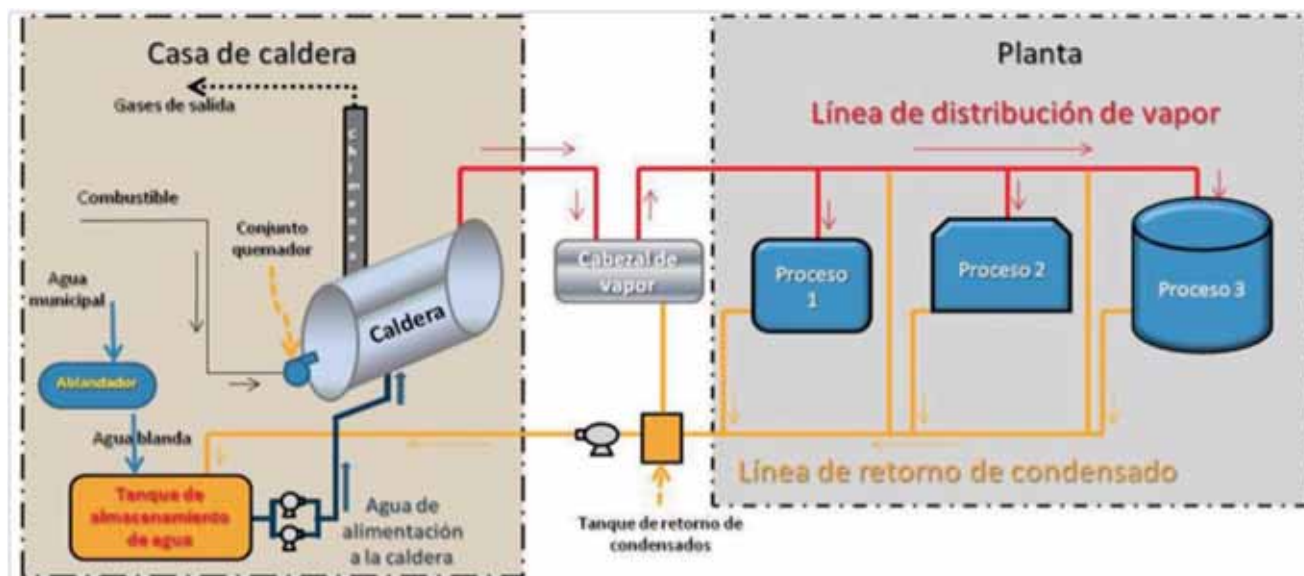 Casa de caldera
Gases de salida
Chimenea
Combustible
Conjunto
quemador
Agua
municipal
Caldera
Ablandador
Agua blanda
Tanque de
almacenamiento
de agua
Agua de
alimentación
a la caldera
Cabezal de
vapor
Tanque de retorno de
condensados
Planta
Línea de distribución de vapor
Proceso
1
Proceso 2
Proceso 3
Línea de retorno de condensado